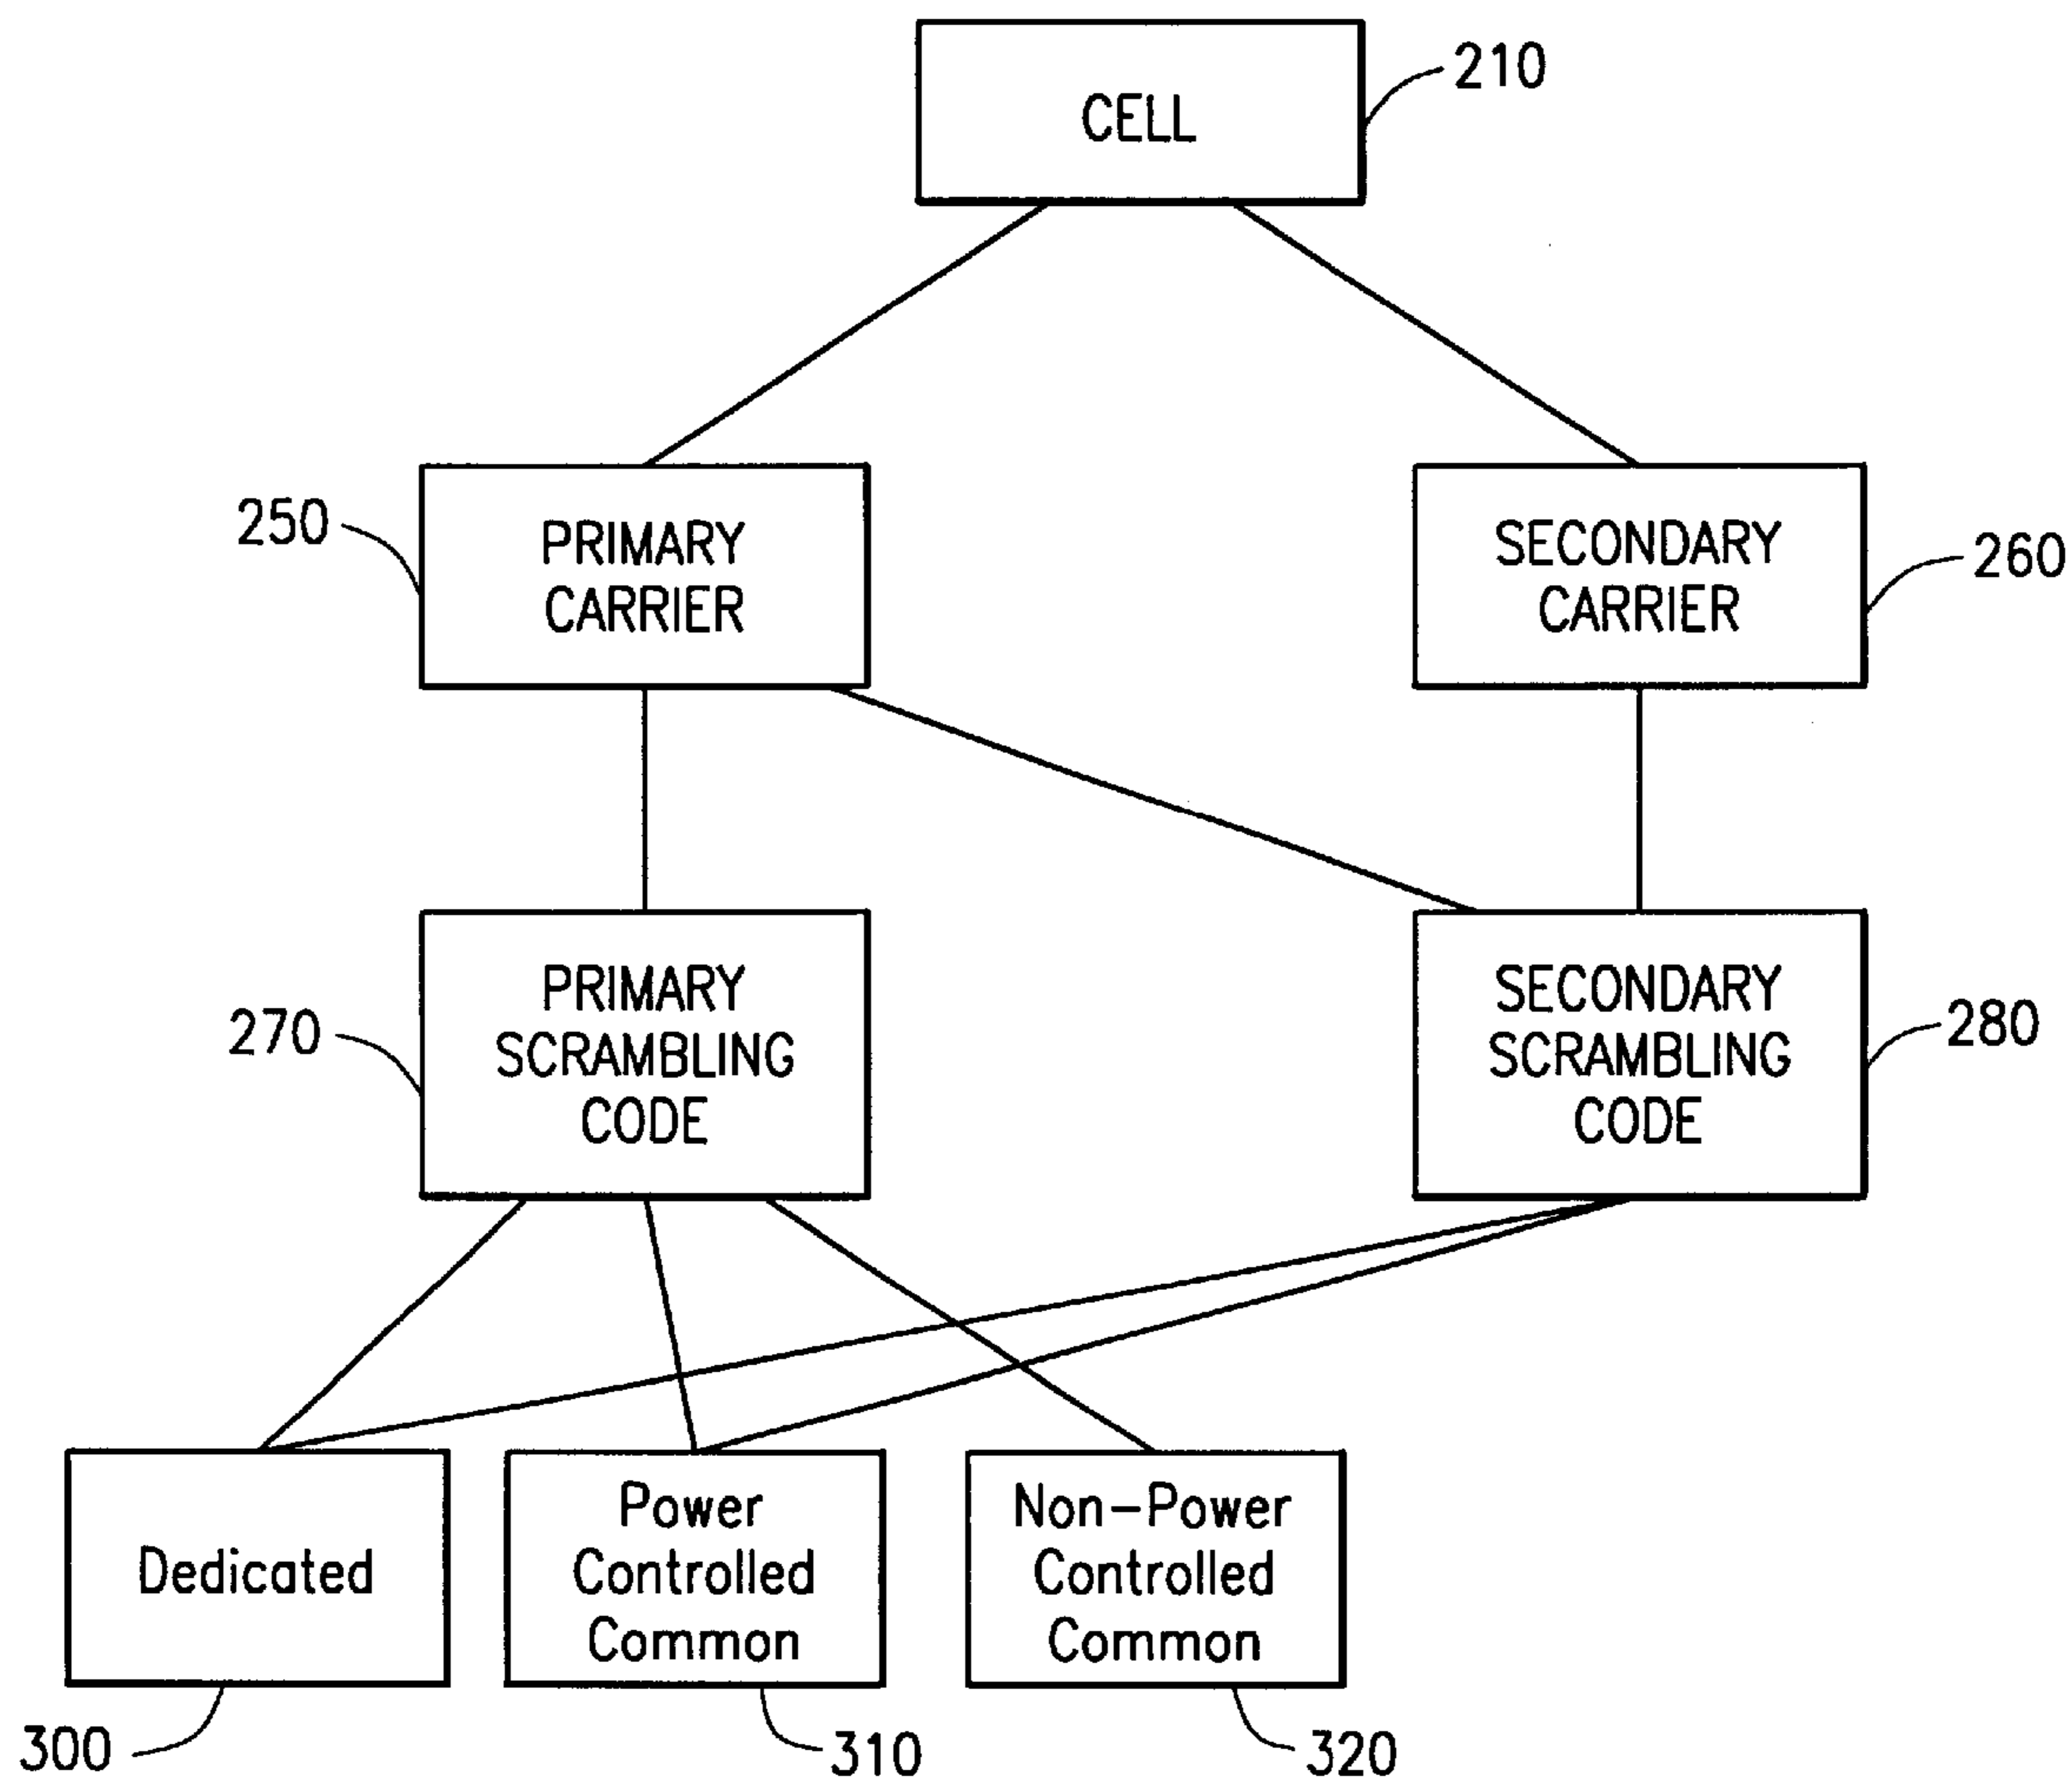 CELL
210
250
PRIMARY
CARRIER
SECONDARY
CARRIER
260
270
PRIMARY
SCRAMBLING
CODE
SECONDARY
SCRAMBLING
CODE
280
Dedicated
Power
Controlled
Common
Non-Power
Controlled
Common
300
310
320